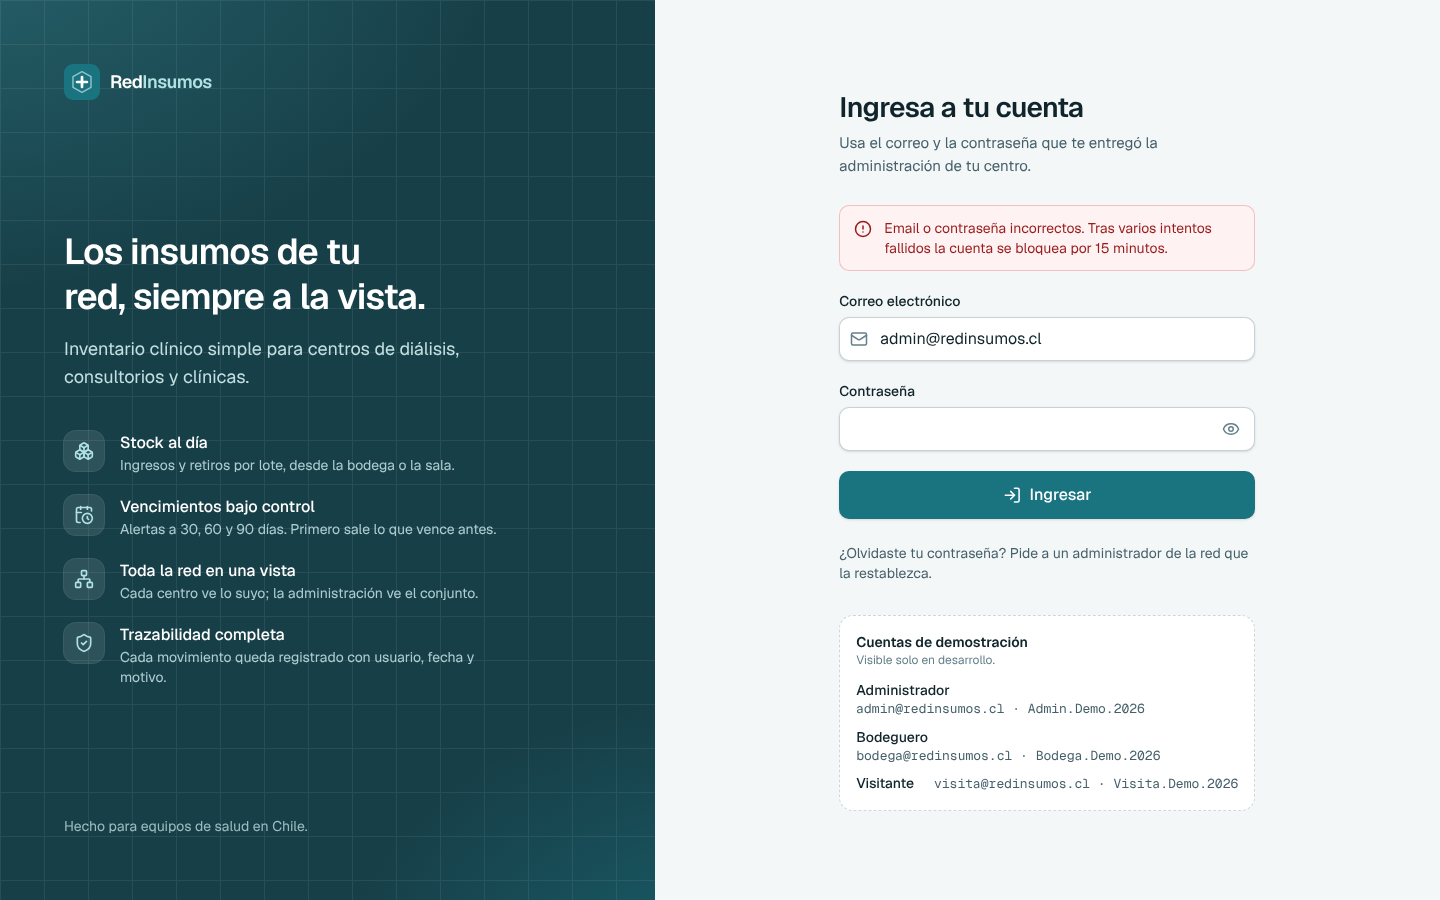 RedInsumos
Los insumos de tu
red, siempre a la vista.
Inventario clínico simple para centros de diálisis,
consultorios y clínicas.
Stock al día
Ingresos y retiros por lote, desde la bodega o la sala.
Vencimientos bajo control
Alertas a 30, 60 y 90 días. Primero sale lo que vence antes.
Toda la red en una vista
Cada centro ve lo suyo; la administración ve el conjunto.
Trazabilidad completa
Cada movimiento queda registrado con usuario, fecha y
motivo.
Hecho para equipos de salud en Chile.
Ingresa a tu cuenta
Usa el correo y la contraseña que te entregó la
administración de tu centro.
Email o contraseña incorrectos. Tras varios intentos
fallidos la cuenta se bloquea por 15 minutos.
Correo electrónico
admin@redinsumos.cl
Contraseña
Ingresar
¿Olvidaste tu contraseña? Pide a un administrador de la red que
la restablezca.
Cuentas de demostración
Visible solo en desarrollo.
Administrador
admin@redinsumos.cl · Admin.Demo.2026
Bodeguero
bodega@redinsumos.cl · Bodega.Demo.2026
Visitante visita@redinsumos.cl · Visita.Demo.2026